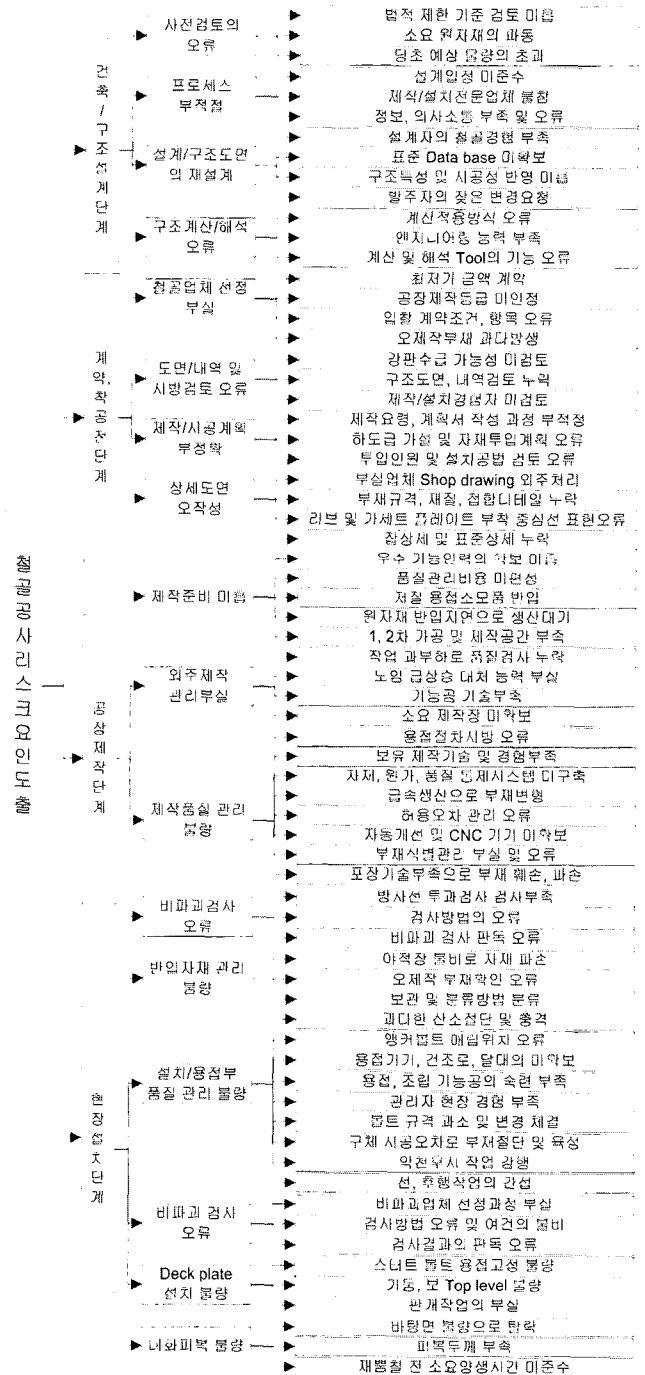 철골공사리스크요인도출
건축/구조설계단계
사전검토의
오류
법적 제한 기준 검토 미흡
소요 원자재의 파동
당초 예상 물량의 초과
프로세스
부적절
설계일정 미준수
제작/설치전문업체 불참
정보, 의사소통 부족 및 오류
설계/구조도면
의 재설계
설계자의 철골경험 부족
표준 Data base 미확보
구조특성 및 시공성 반영 미흡
발주자의 잦은 변경요청
구조계산/해석
오류
계산적용방식 오류
엔지니어링 능력 부족
계산 및 해석 Tool의 기능 오류
계약,착공전단계
철골업체 선정
부실
최저가 금액 계약
공장제작등급 미인정
입찰 계약조건, 항목 오류
오제작부재 과다발생
도면/내역 및
시방검토 오류
강판수급 가능성 미검토
구조도면, 내역검토 누락
제작/설치경험자 미검토
제작/시공계획
부정확
제작요령, 계획서 작성 과정 부적정
하도급 가설 및 자재투입계획 오류
투입인원 및 설치공법 검토 오류
상세도면
오작성
부실업체 Shop drawing 외주처리
부재규격, 재질, 접합디테일 누락
리브 및 가세트 플레이트 부착 중심선 표현오류
잡상세 및 표준상세 누락
공장제작단계
제작준비 미흡
우수 기능인력의 확보 미흡
품질관리비용 미편성
저질 용접소모품 반입
원자재 반입지연으로 생산대기
1, 2차 가공 및 제작공간 부족
외주제작
관리부실
작업 과부하로 품질검사 누락
노임 급상승 대처 능력 부실
기능공 기술부족
소요 제작장 미확보
용접절차시방 오류
제작품질 관리
불량
보유 제작기술 및 경험부족
자저, 원가, 품질 통제시스템 미구축
급속생산으로 부재변형
허용오차 관리 오류
자동개선 및 CNC 기기 미확보
부재식별관리 부실 및 오류
포장기술부족으로 부재 훼손, 파손
비파괴검사
오류
방사선 투과검사 검사부족
검사방법의 오류
비파괴 검사 판독 오류
현장설치단계
반입자재 관리
불량
야적장 불비로 자재 파손
오제작 부재확인 오류
보관 및 분류방법 분류
과다한 산소절단 및 충격
설치/용접부
품질 관리 불량
앵커볼트 매립위치 오류
용접기기, 건조로, 달대의 미확보
용접, 조립 기능공의 숙련 부족
관리자 현장 경험 부족
볼트 규격 과소 및 변경 체결
구체 시공오차로 부재절단 및 육성
악천우시 작업 강행
선, 후행작업의 간섭
비파괴 검사
오류
비파괴업체 선정과정 부실
검사방법 오류 및 여건의 불비
검사결과의 판독 오류
Deck plate
설치 불량
스터드 볼트 용접고정 불량
기둥, 보 Top level 불량
판개작업의 부실
내화피복 불량
바탕면 불량으로 탈락
피복두께 부족
재뿜칠 전 소요양생시간 미준수